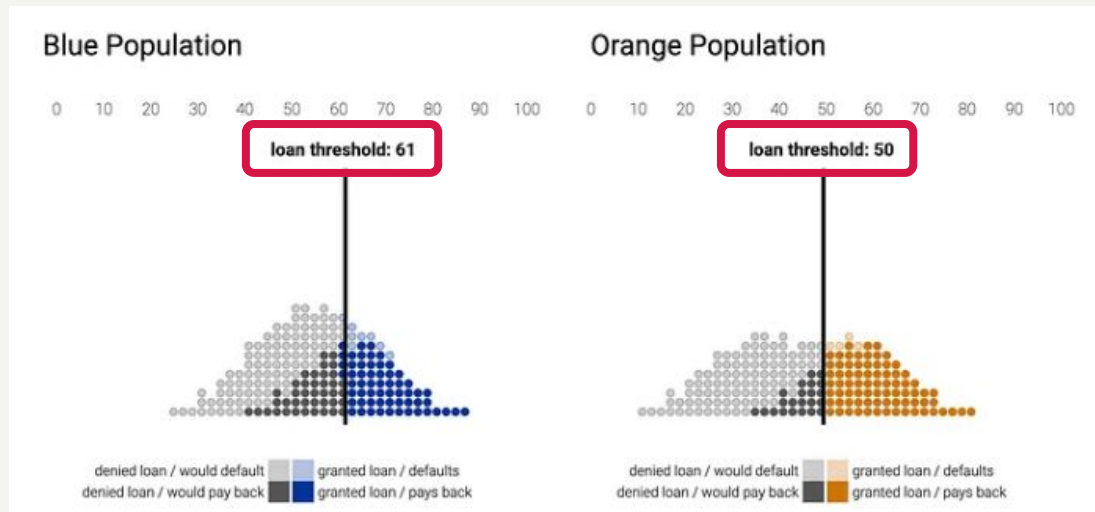 Blue Population
0 10 20 30 40 50 60 70 80 90 100
loan threshold: 61
denied loan / would default granted loan / defaults
denied loan / would pay back granted loan / pays back
Orange Population
0 10 20 30 40 50 60 70 80 90 100
loan threshold: 50
denied loan / would default granted loan / defaults
denied loan / would pay back granted loan / pays back